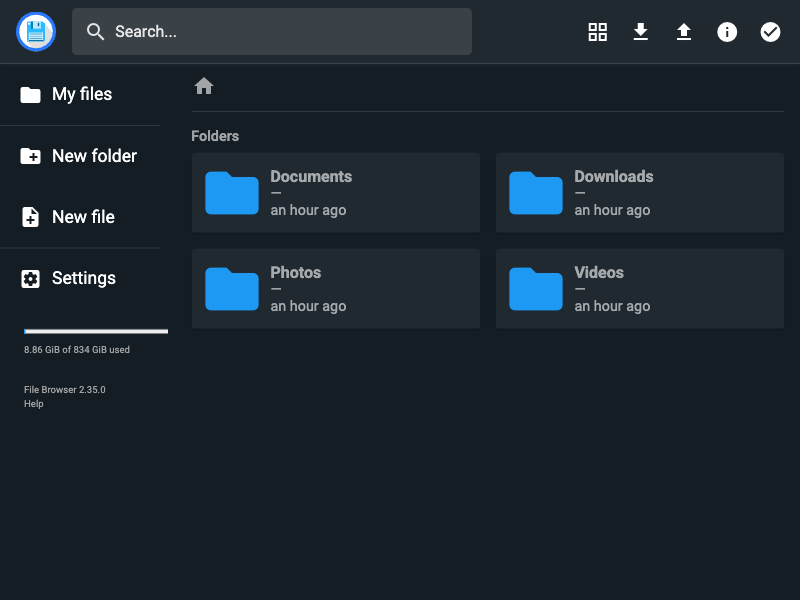 Search...
My files
New folder
New file
Settings
8.86 GiB of 834 GiB used
File Browser 2.35.0
Help
Folders
Documents
—
an hour ago
Downloads
—
an hour ago
Photos
—
an hour ago
Videos
—
an hour ago